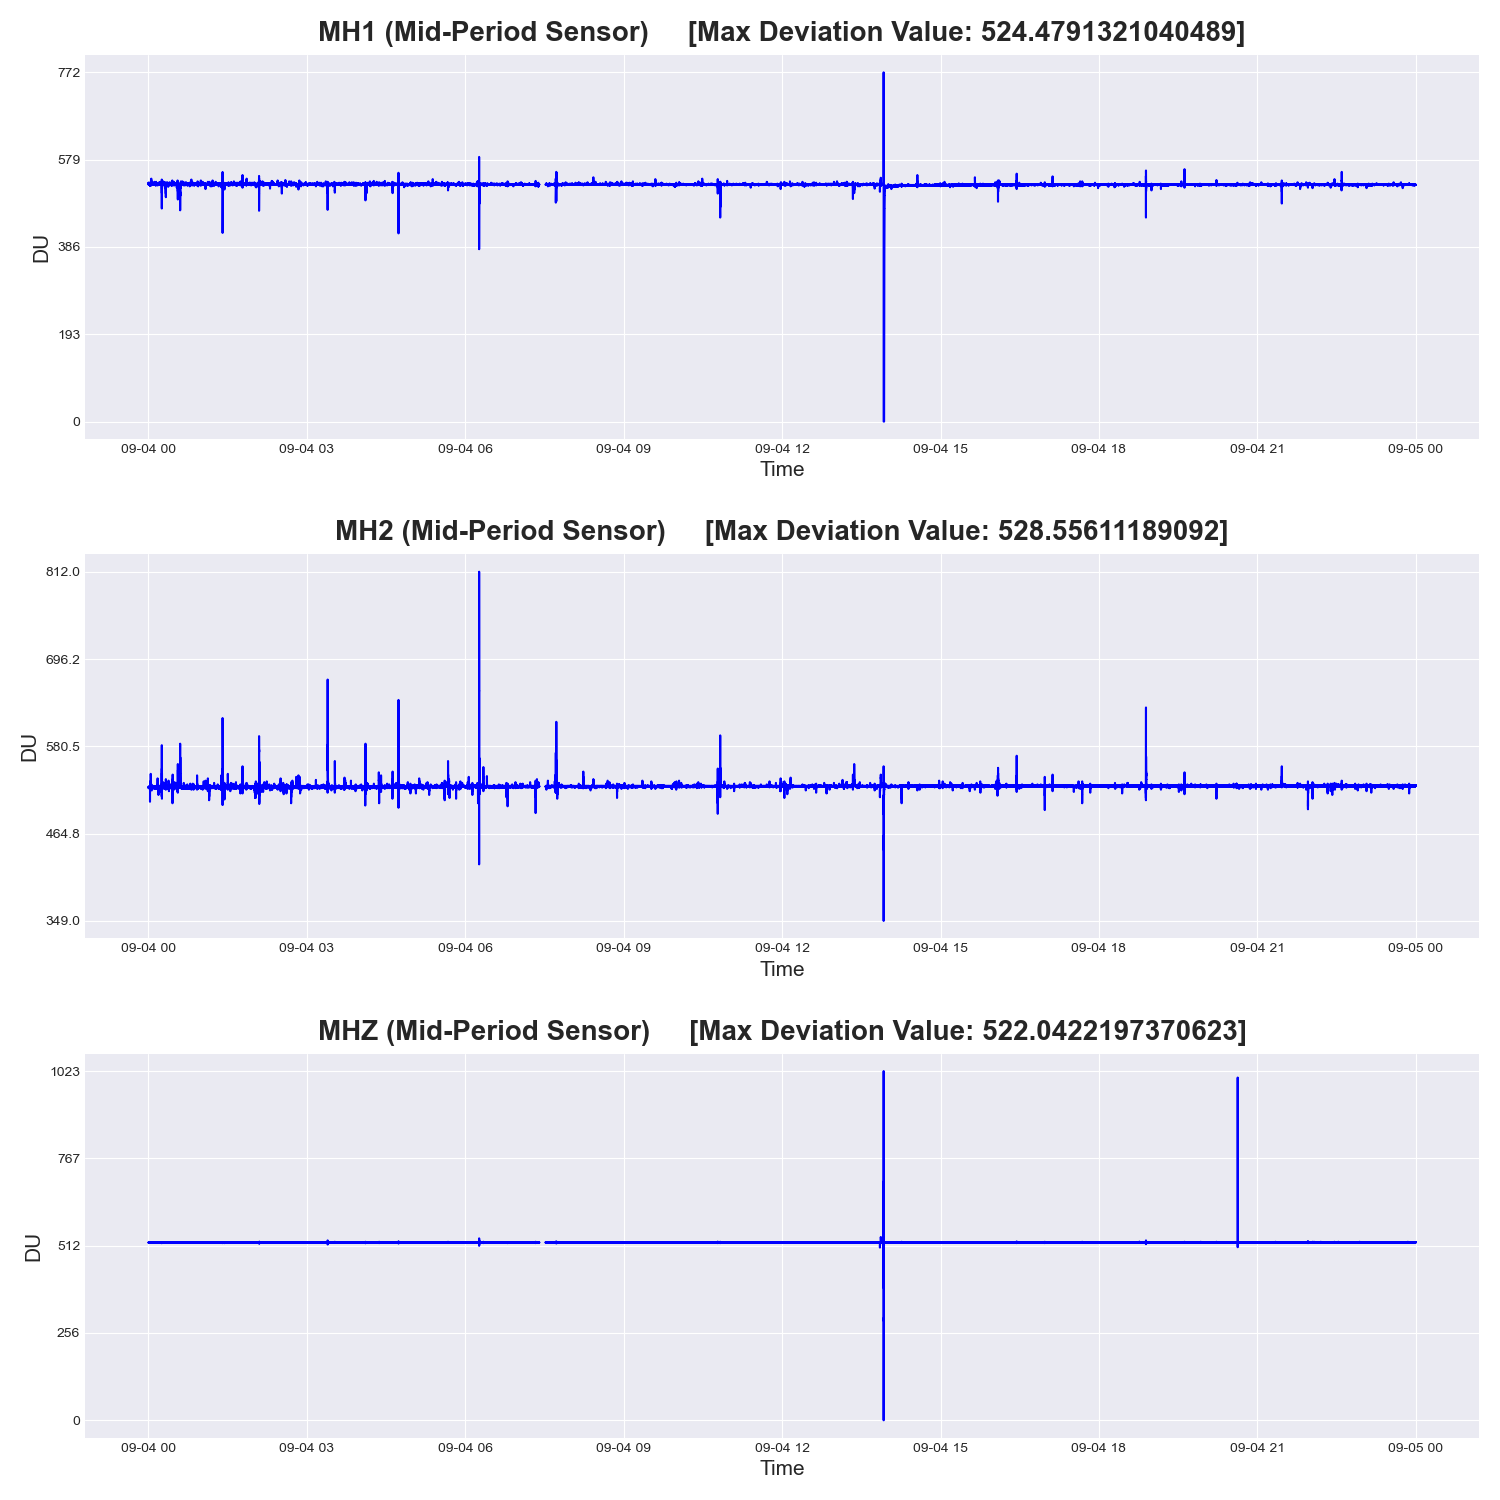 MH1 (Mid-Period Sensor) [Max Deviation Value: 524.4791321040489]
772
579
386
193
0
DU
09-04 00 09-04 03 09-04 06 09-04 09 09-04 12 09-04 15 09-04 18 09-04 21 09-05 00
Time
MH2 (Mid-Period Sensor) [Max Deviation Value: 528.55611189092]
812.0
696.2
580.5
464.8
349.0
DU
09-04 00 09-04 03 09-04 06 09-04 09 09-04 12 09-04 15 09-04 18 09-04 21 09-05 00
Time
MHZ (Mid-Period Sensor) [Max Deviation Value: 522.0422197370623]
1023
767
512
256
0
DU
09-04 00 09-04 03 09-04 06 09-04 09 09-04 12 09-04 15 09-04 18 09-04 21 09-05 00
Time